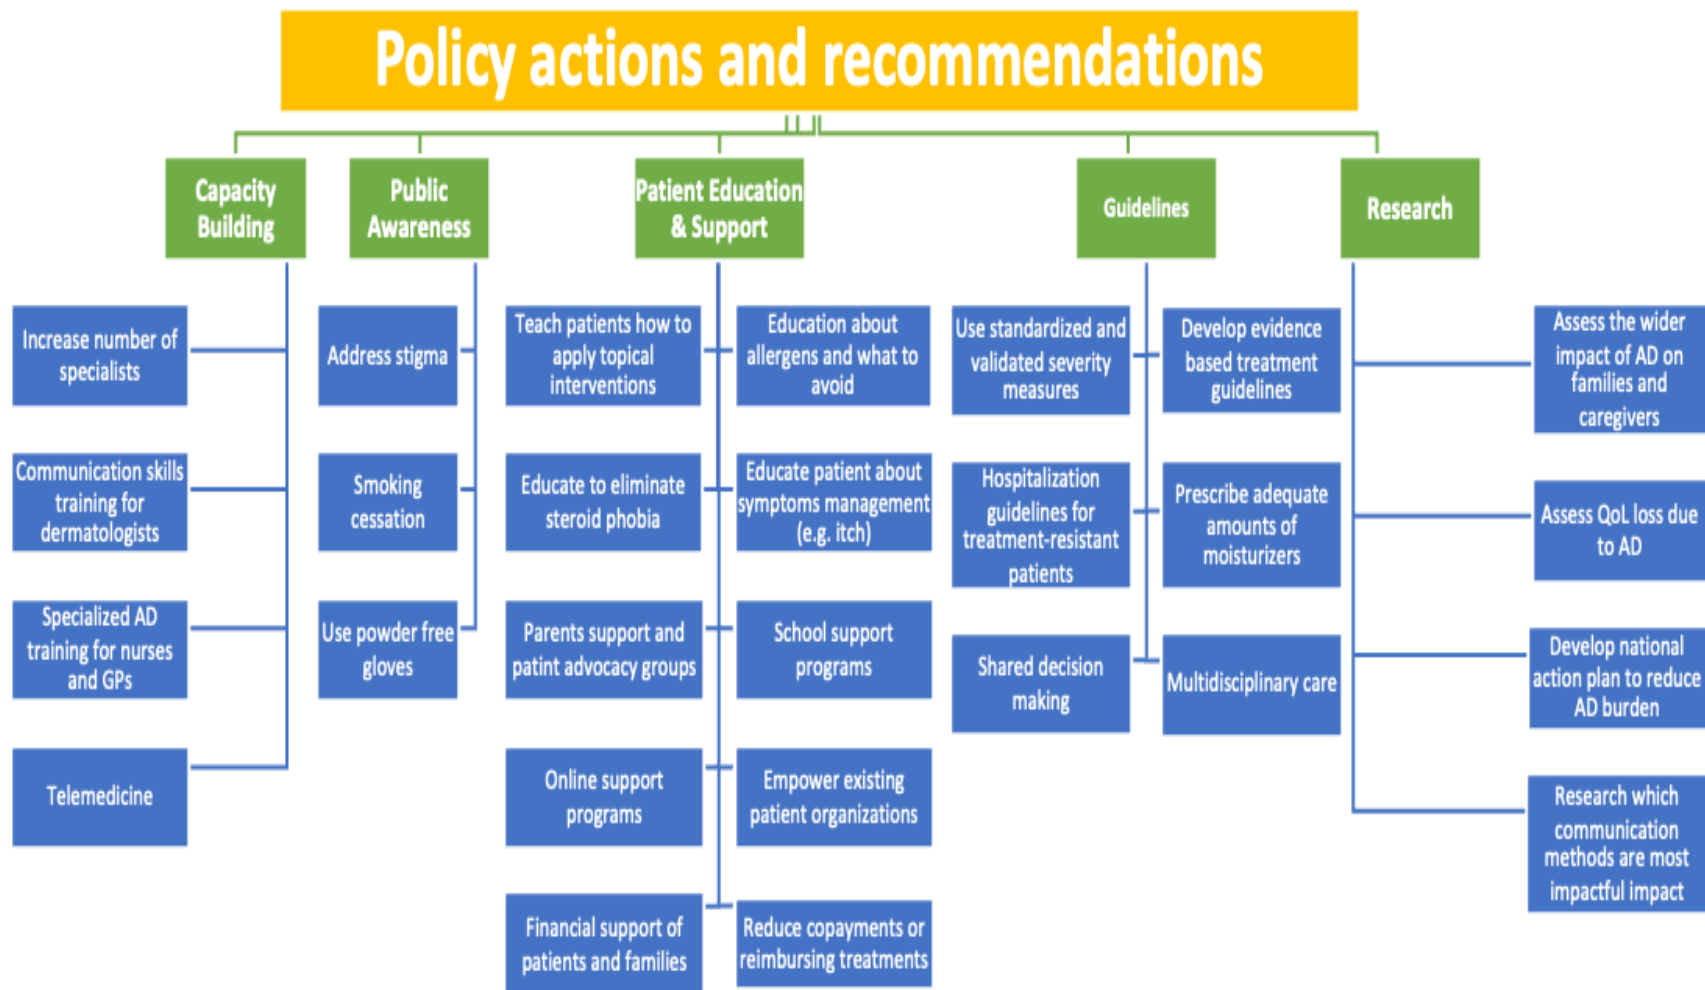 Policy actions and recommendations
Capacity
Building
Public
Awareness
Patient Education
& Support
Guidelines
Research
Increase number of
specialists
Communication skills
training for
dermatologists
Specialized AD
training for nurses
and GPs
Telemedicine
Address stigma
Smoking
cessation
Use powder free
gloves
Teach patients how to
apply topical
interventions
Education about
allergens and what to
avoid
Educate to eliminate
steroid phobia
Educate patient about
symptoms management
(e.g. itch)
Parents support and
patint advocacy groups
School support
programs
Online support
programs
Empower existing
patient organizations
Financial support of
patients and families
Reduce copayments or
reimbursing treatments
Use standardized and
validated severity
measures
Develop evidence
based treatment
guidelines
Hospitalization
guidelines for
treatment-resistant
patients
Prescribe adequate
amounts of
moisturizers
Shared decision
making
Multidisciplinary care
Assess the wider
impact of AD on
families and
caregivers
Assess QoL loss due
to AD
Develop national
action plan to reduce
AD burden
Research which
communication
methods are most
impactful impact